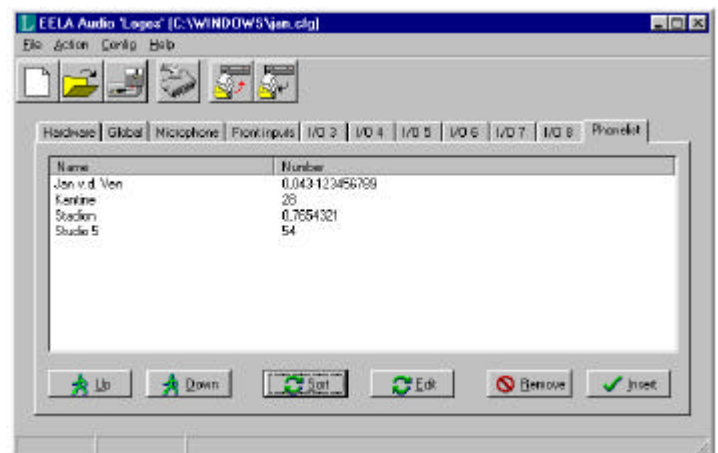 EELA Audio 'Logos' [C:\WINDOWS\jan.cfg]
File Action Config Help
Hardware Global Microphone Front inputs I/O 3 I/O 4 I/O 5 I/O 6 I/O 7 I/O 8 Phonelist
Name Number
Jan v.d. Ven 0,043-123456789
Kantine 28
Stadion 0,7654321
Studio 5 54
Up Down Sort Edit Remove Insert